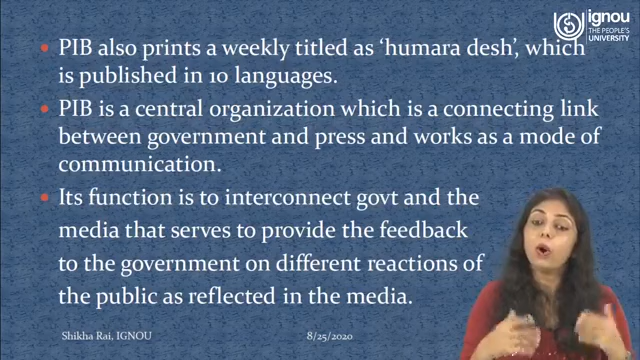 ignou
THE PEOPLE'S
UNIVERSITY
PIB also prints a weekly titled as ‘humara desh’, which
is published in 10 languages.
PIB is a central organization which is a connecting link
between government and press and works as a mode of
communication.
Its function is to interconnect govt and the
media that serves to provide the feedback
to the government on different reactions of
the public as reflected in the media.
Shikha Rai, IGNOU 8/25/2020